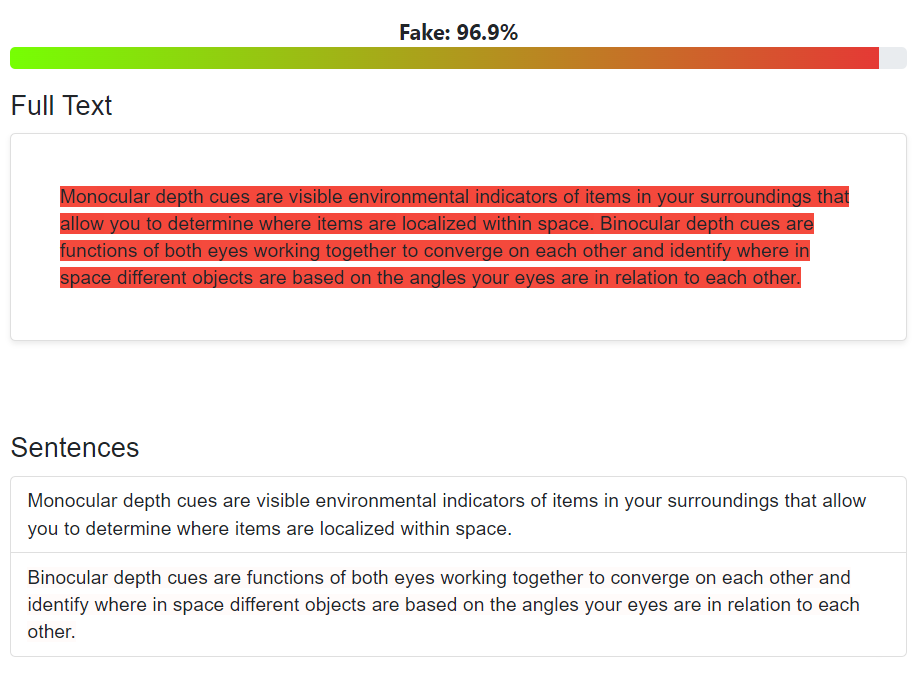 Fake: 96.9%
Full Text
Monocular depth cues are visible environmental indicators of items in your surroundings that
allow you to determine where items are localized within space. Binocular depth cues are
functions of both eyes working together to converge on each other and identify where in
space different objects are based on the angles your eyes are in relation to each other.
Sentences
Monocular depth cues are visible environmental indicators of items in your surroundings that allow
you to determine where items are localized within space.
Binocular depth cues are functions of both eyes working together to converge on each other and
identify where in space different objects are based on the angles your eyes are in relation to each
other.